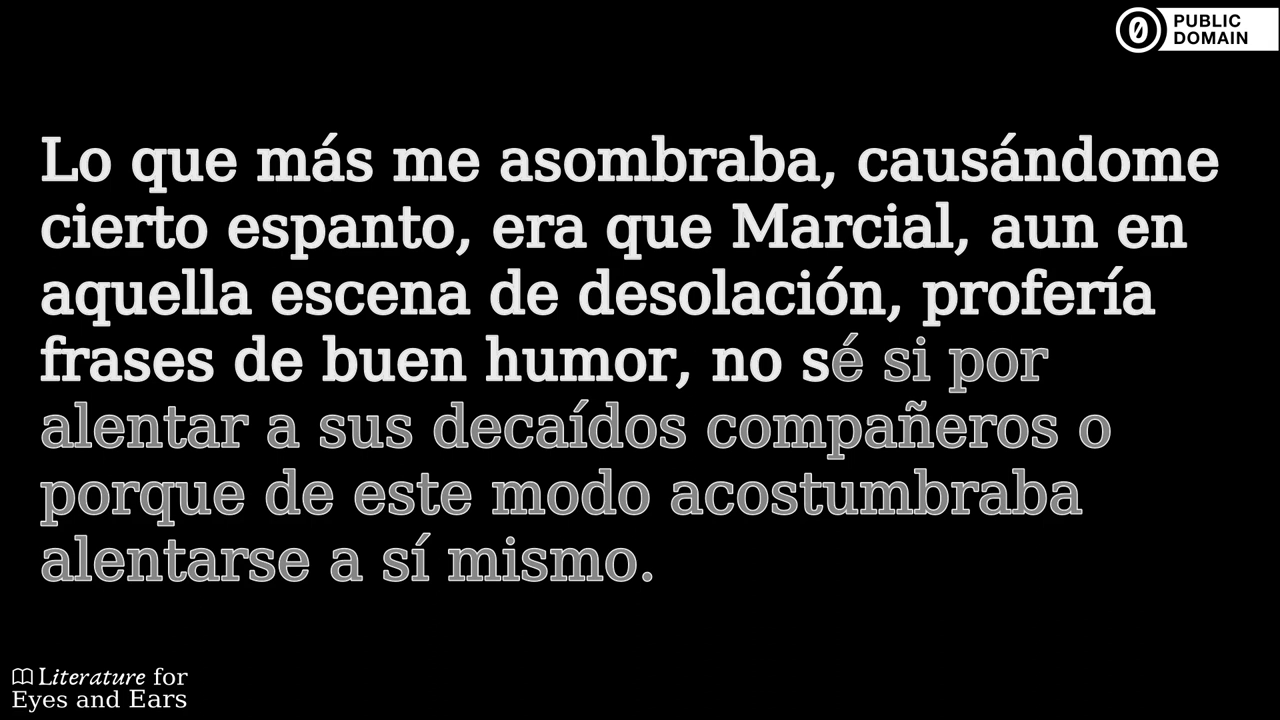 PUBLIC
DOMAIN
Lo que más me asombraba, causándome
cierto espanto, era que Marcial, aun en
aquella escena de desolación, profería
frases de buen humor, no sé si por
alentar a sus decaídos compañeros o
porque de este modo acostumbraba
alentarse a sí mismo.
Literature for
Eyes and Ears